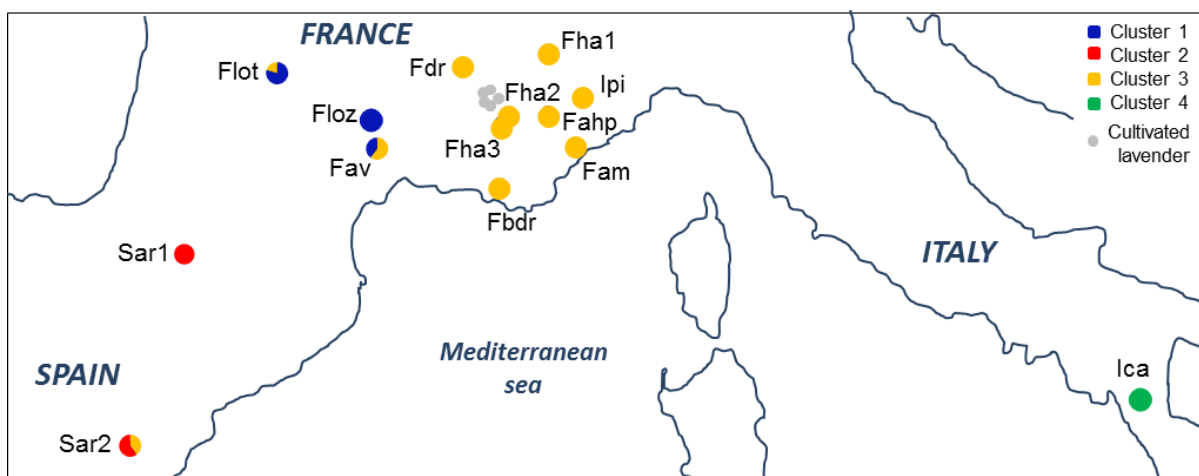 FRANCE
Fha1
Cluster 1
Cluster 2
Cluster 3
Cluster 4
Cultivated
lavender
Flot
Fdr
Ipi
Fha2
Floz
Fahp
Fha3
Fav
Fam
Fbdr
Sar1
ITALY
Mediterranean
sea
SPAIN
Ica
Sar2